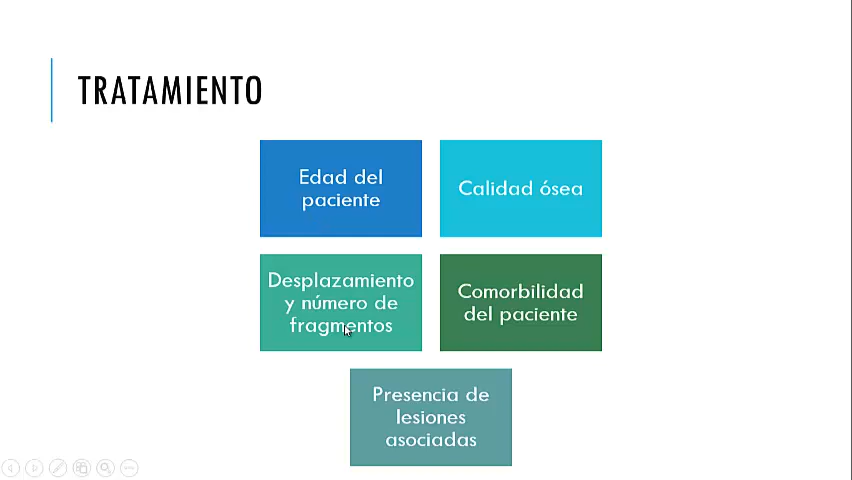 TRATAMIENTO
Edad del
paciente
Calidad ósea
Desplazamiento
y número de
fragmentos
Comorbilidad
del paciente
Presencia de
lesiones
asociadas